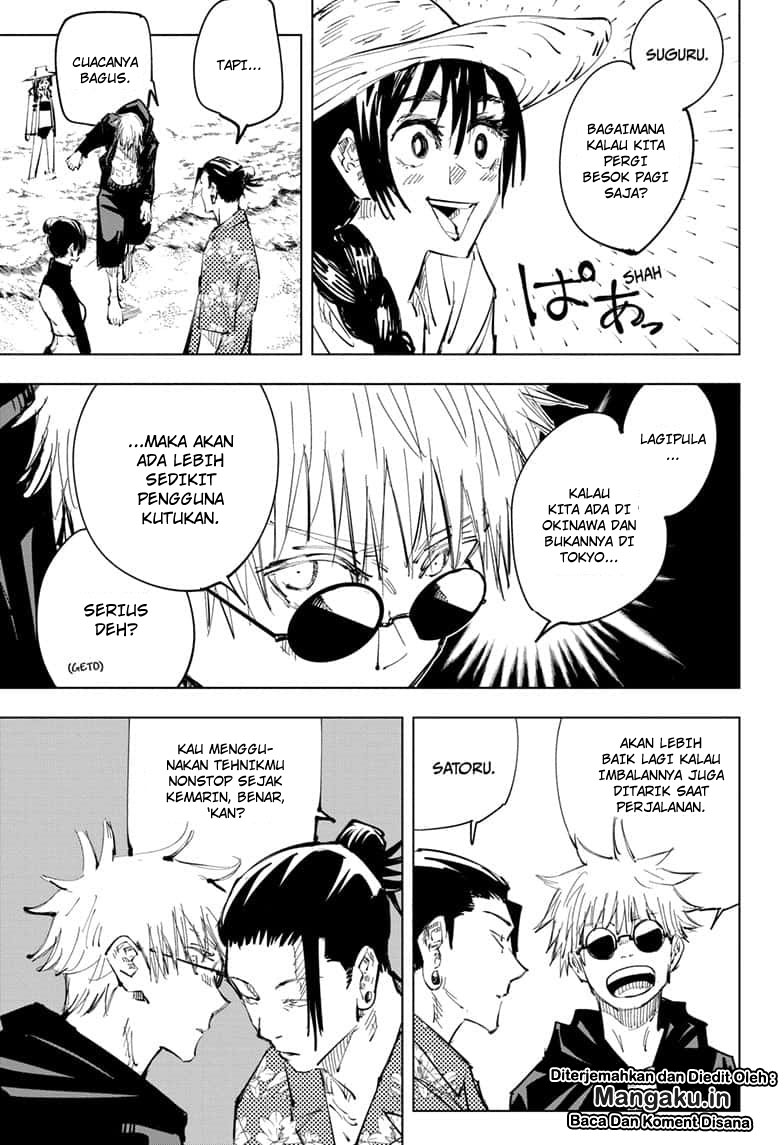 SUGURU.
BAGAIMANA
KALAU KITA
PERGI
BESOK PAGI
SAJA?
ぱあっ
SHAH
TAPI...
CUACANYA
BAGUS.
LAGIPULA
...
KALAU
KITA ADA DI
OKINAWA DAN
BUKANNYA DI
TOKYO...
...MAKA AKAN
ADA LEBIH
SEDIKIT
PENGGUNA
KUTUKAN.
SERIUS
DEH?
(GETO)
AKAN LEBIH
BAIK LAGI KALAU
IMBALANNYA JUGA
DITARIK SAAT
PERJALANAN.
SATORU.
KAU MENGGU-
NAKAN TEHNIKMU
NONSTOP SEJAK
KEMARIN, BENAR,
'KAN?
Diterjemahkan dan Diedit Oleh:
Mangaku.in
Baca Dan Koment Disana